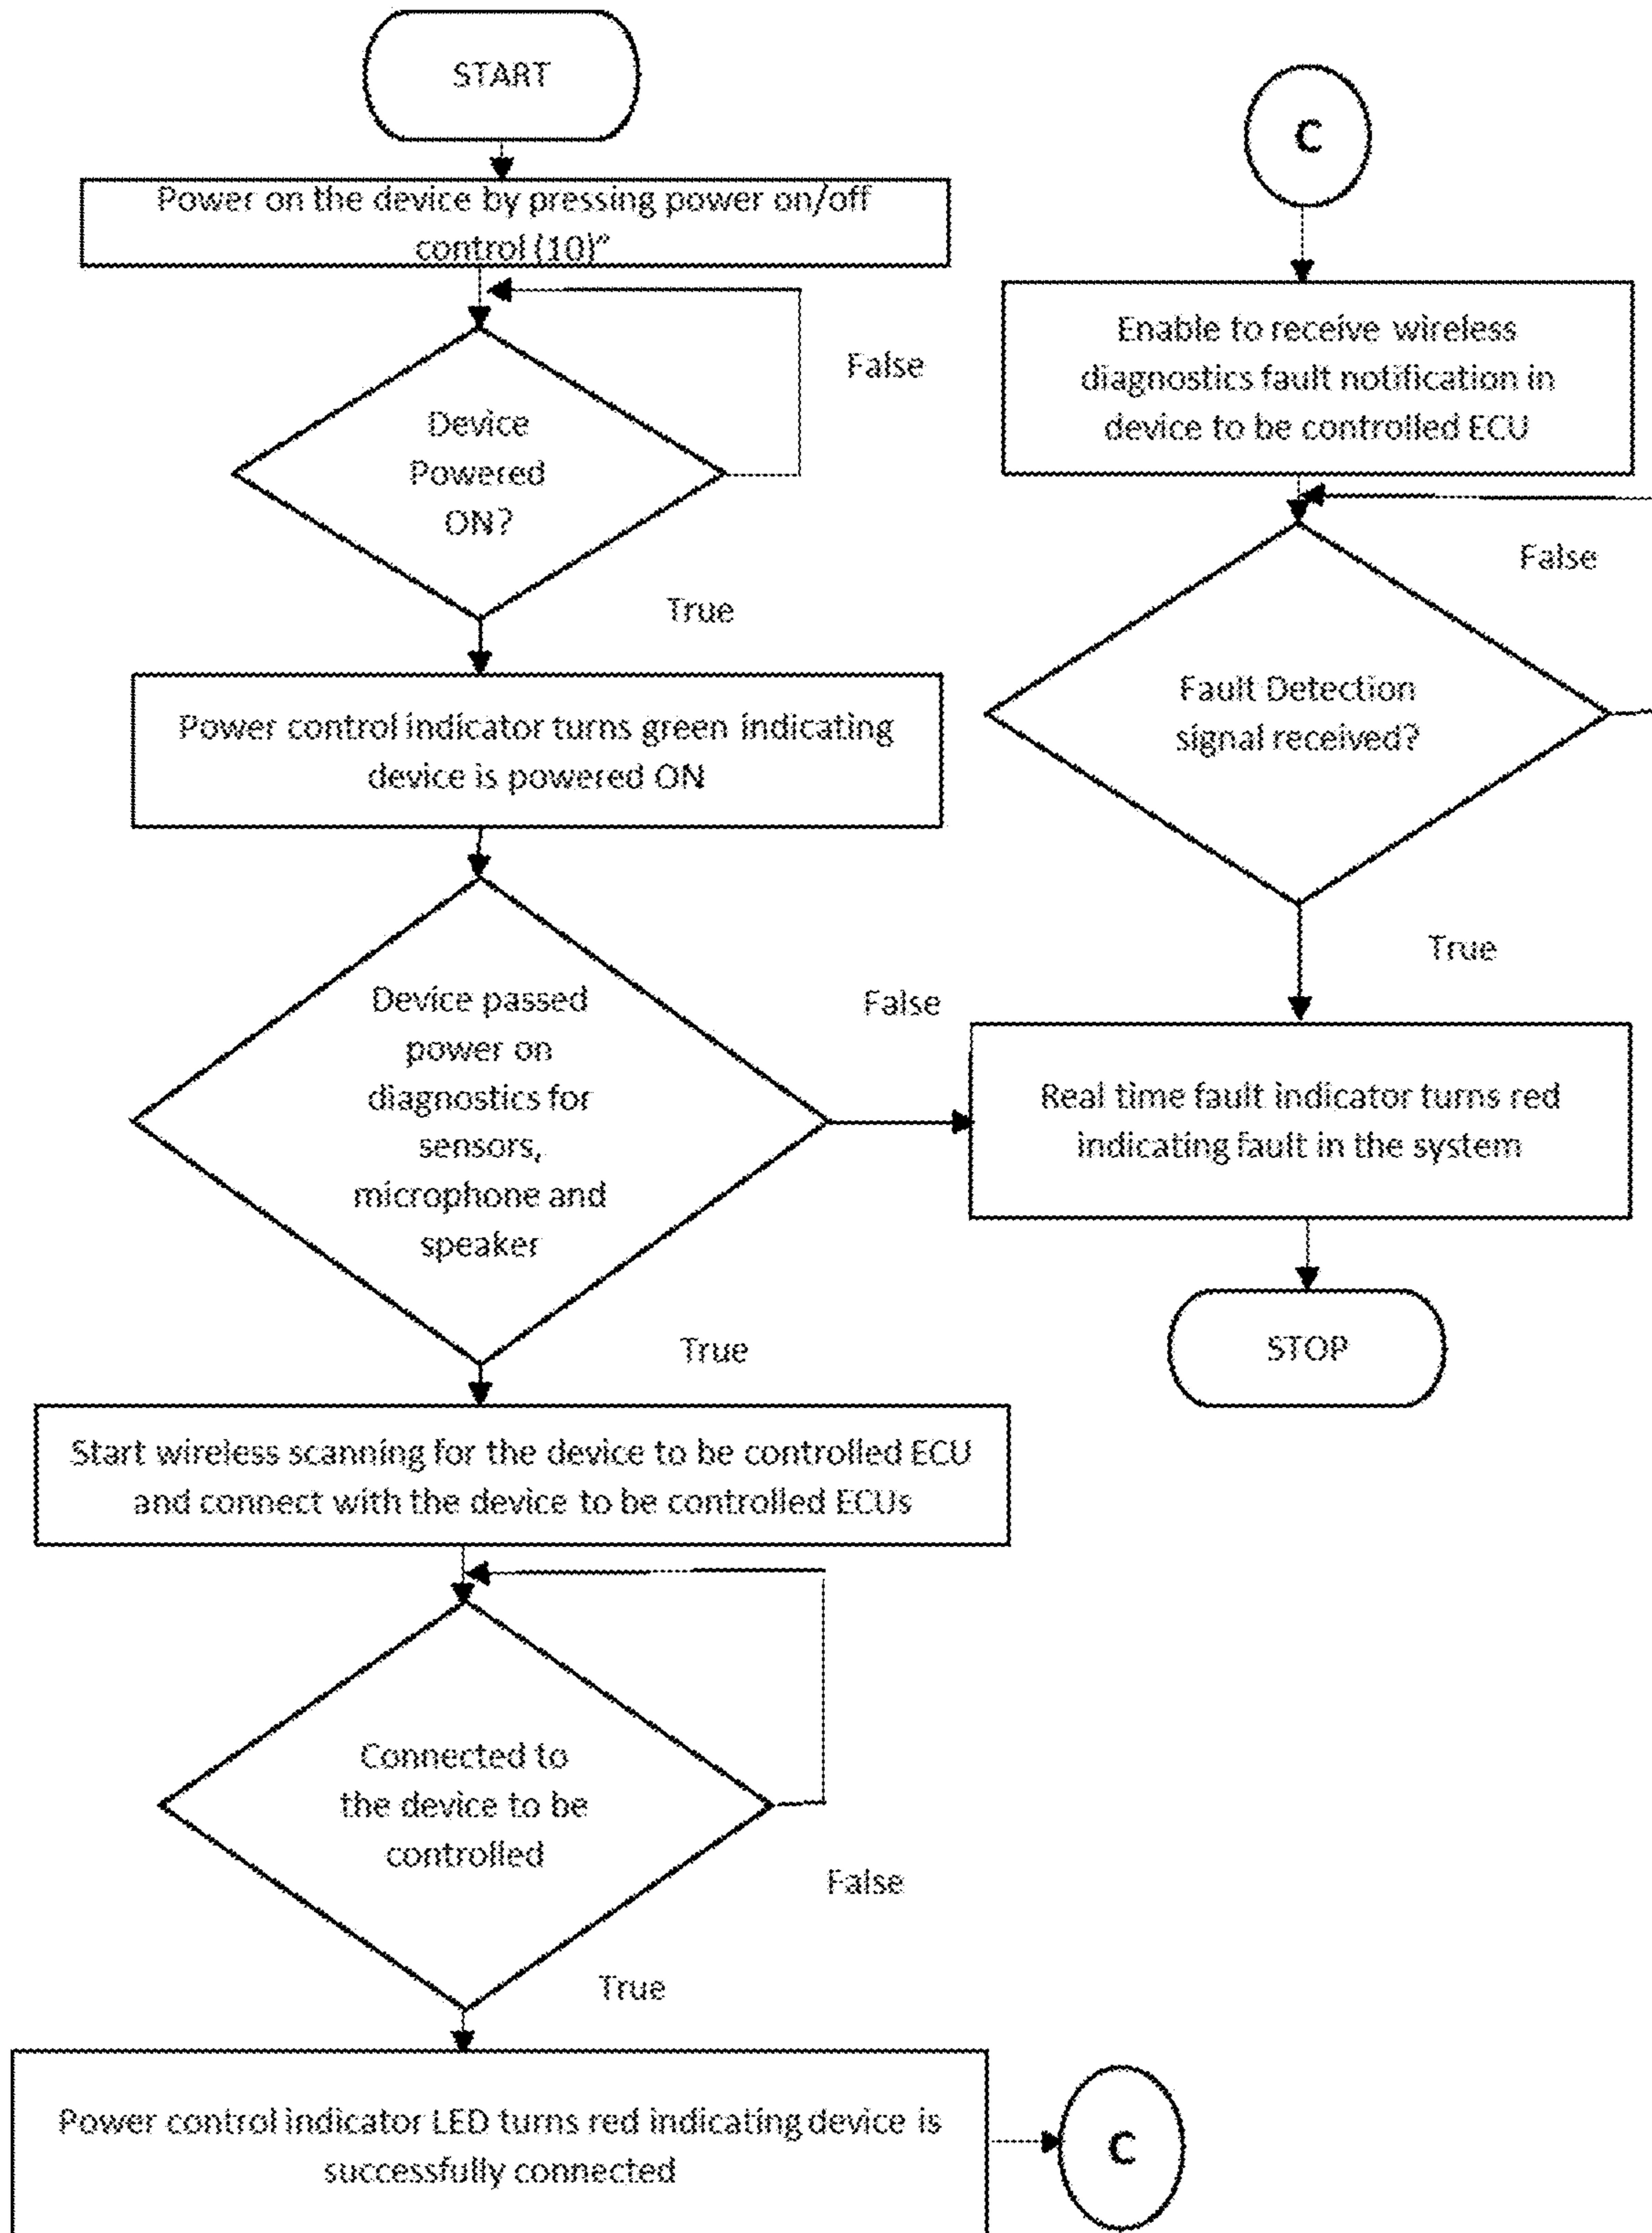 START
Power on the device by pressing power on/off
control (10)"
False
Device
Powered
ON?
True
Power control indicator turns green indicating
device is powered ON
Device passed
power on
diagnostics for
sensors,
microphone and
speaker
False
True
Start wireless scanning for the device to be controlled ECU
and connect with the device to be controlled ECUs
Connected to
the device to be
controlled
False
True
Power control indicator LED turns red indicating device is
successfully connected
C
C
Enable to receive wireless
diagnostics fault notification in
device to be controlled ECU
False
Fault Detection
signal received?
True
Real time fault indicator turns red
indicating fault in the system
STOP